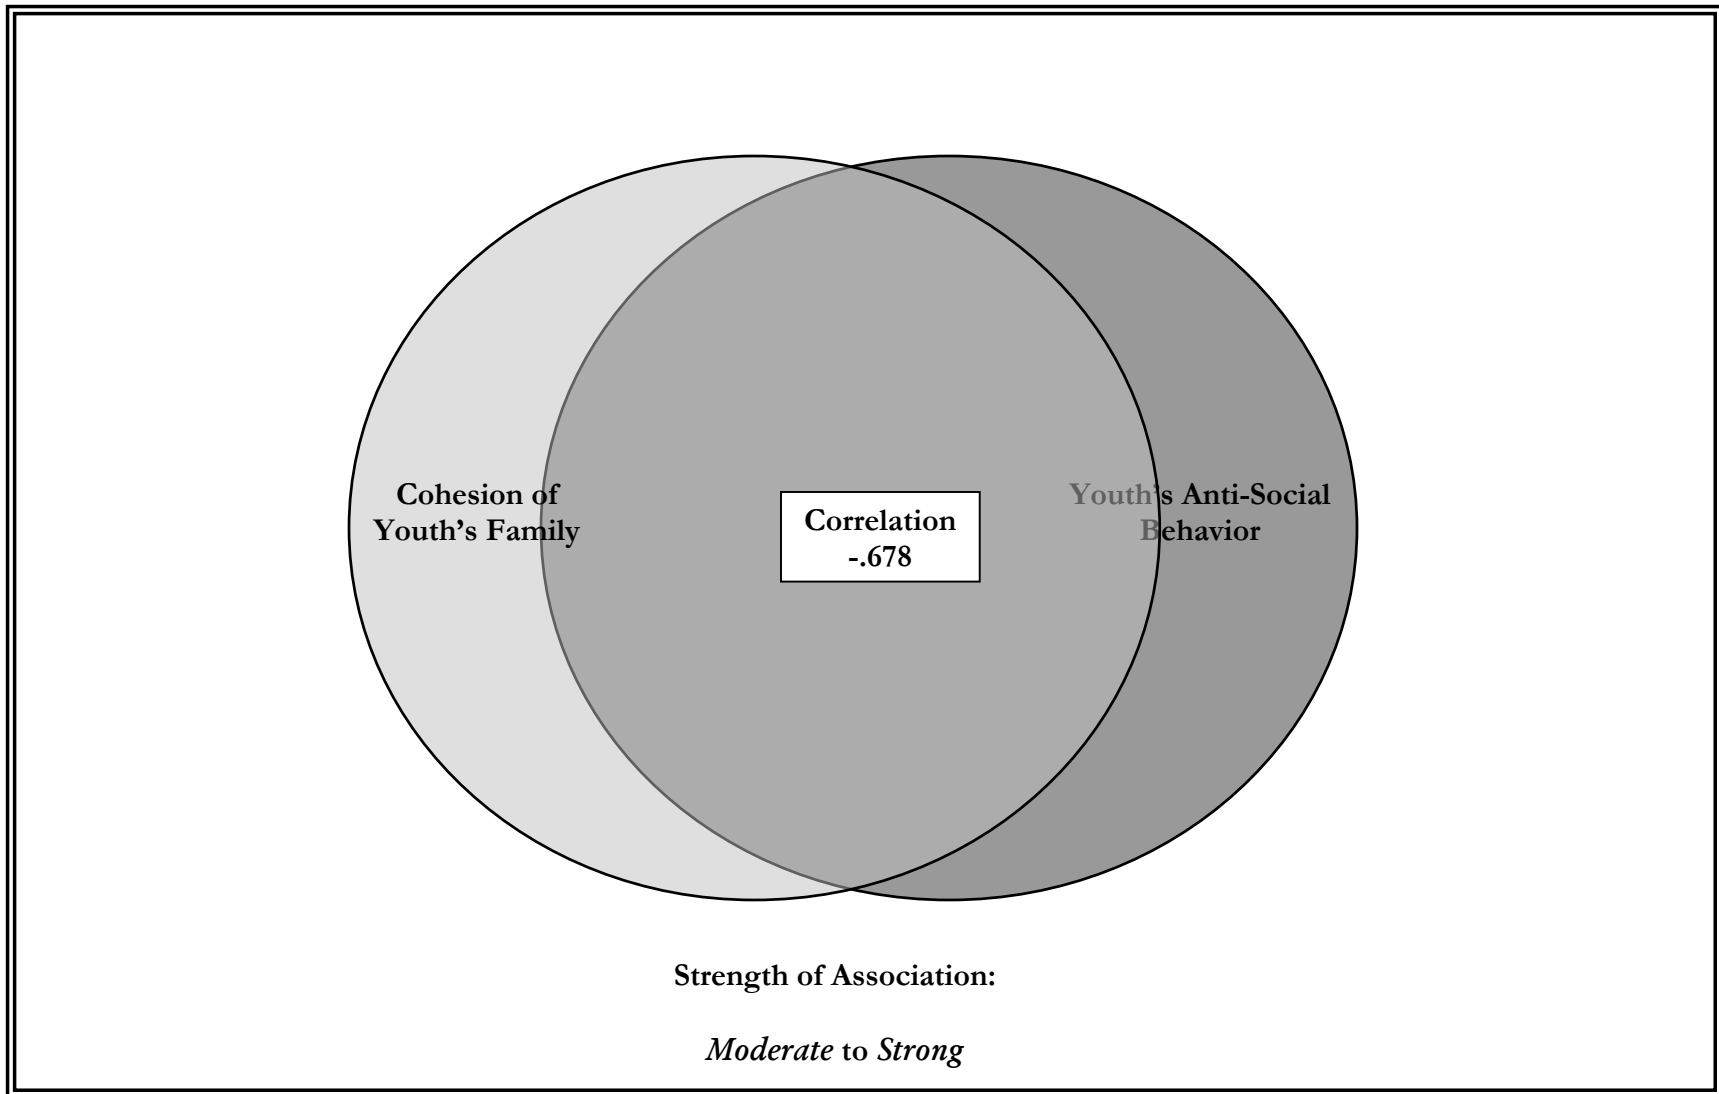 Cohesion of
Youth’s Family
Correlation
-.678
Youth’s Anti-Social
Behavior
Strength of Association:
Moderate to Strong